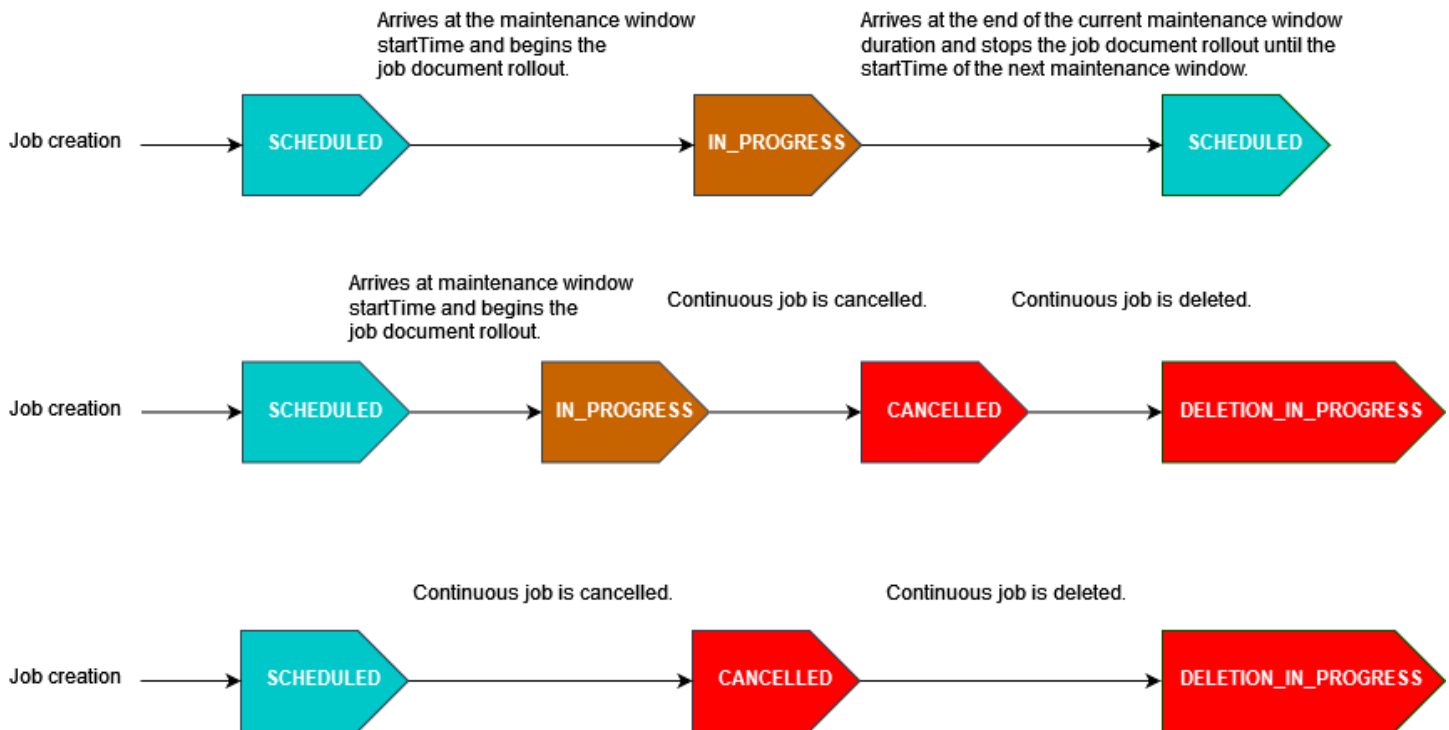 Arrives at the maintenance window
startTime and begins the
job document rollout.
Arrives at the end of the current maintenance window
duration and stops the job document rollout until the
startTime of the next maintenance window.
Job creation
SCHEDULED
IN_PROGRESS
SCHEDULED
Arrives at maintenance window
startTime and begins the
job document rollout.
Continuous job is cancelled.
Continuous job is deleted.
Job creation
SCHEDULED
IN_PROGRESS
CANCELLED
DELETION_IN_PROGRESS
Continuous job is cancelled.
Continuous job is deleted.
Job creation
SCHEDULED
CANCELLED
DELETION_IN_PROGRESS